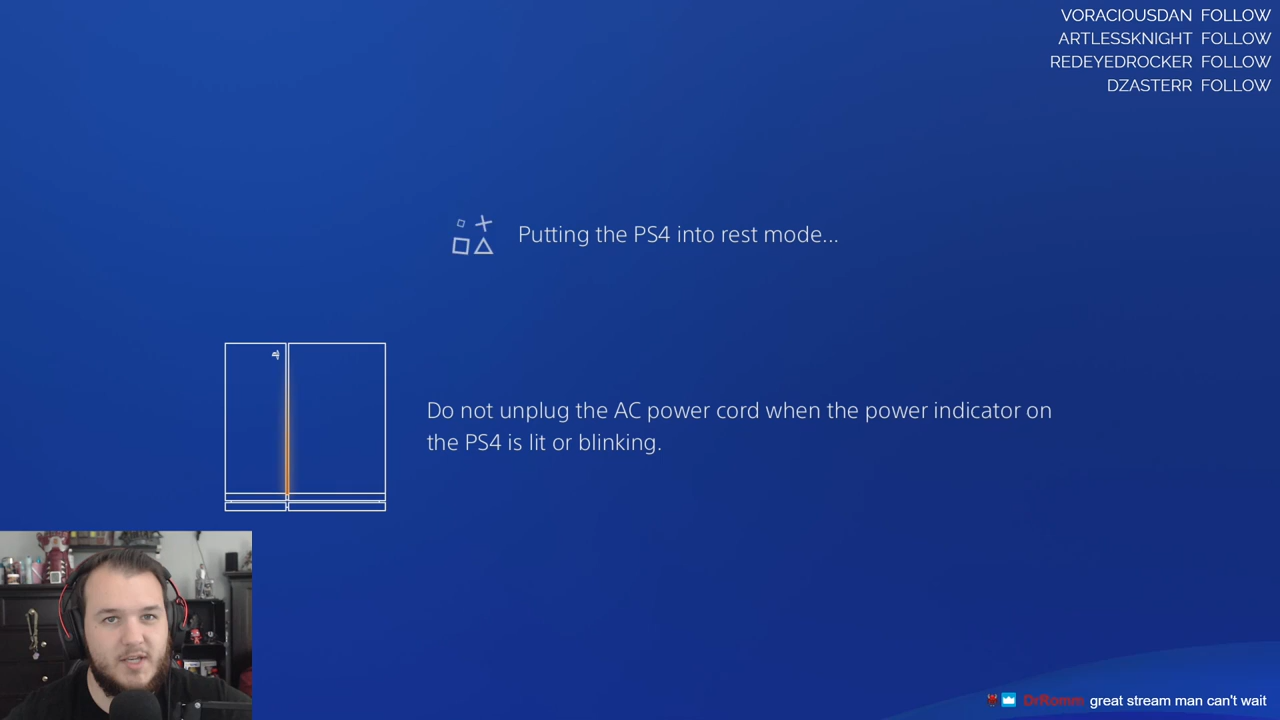 VORACIOUSDAN FOLLOW
ARTLESSKNIGHT FOLLOW
REDEYEDROCKER FOLLOW
DZASTERR FOLLOW
Putting the PS4 into rest mode...
Do not unplug the AC power cord when the power indicator on
the PS4 is lit or blinking.
DrRomm great stream man can't wait